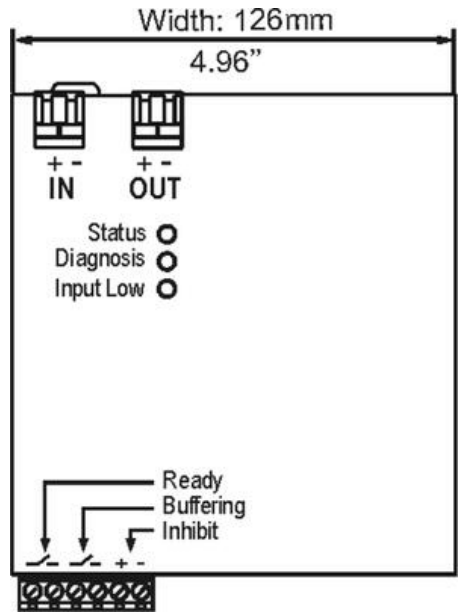 Width: 126mm
4.96”
+ - + -
IN OUT
Status
Diagnosis
Input Low
Ready
Buffering
Inhibit
+ -